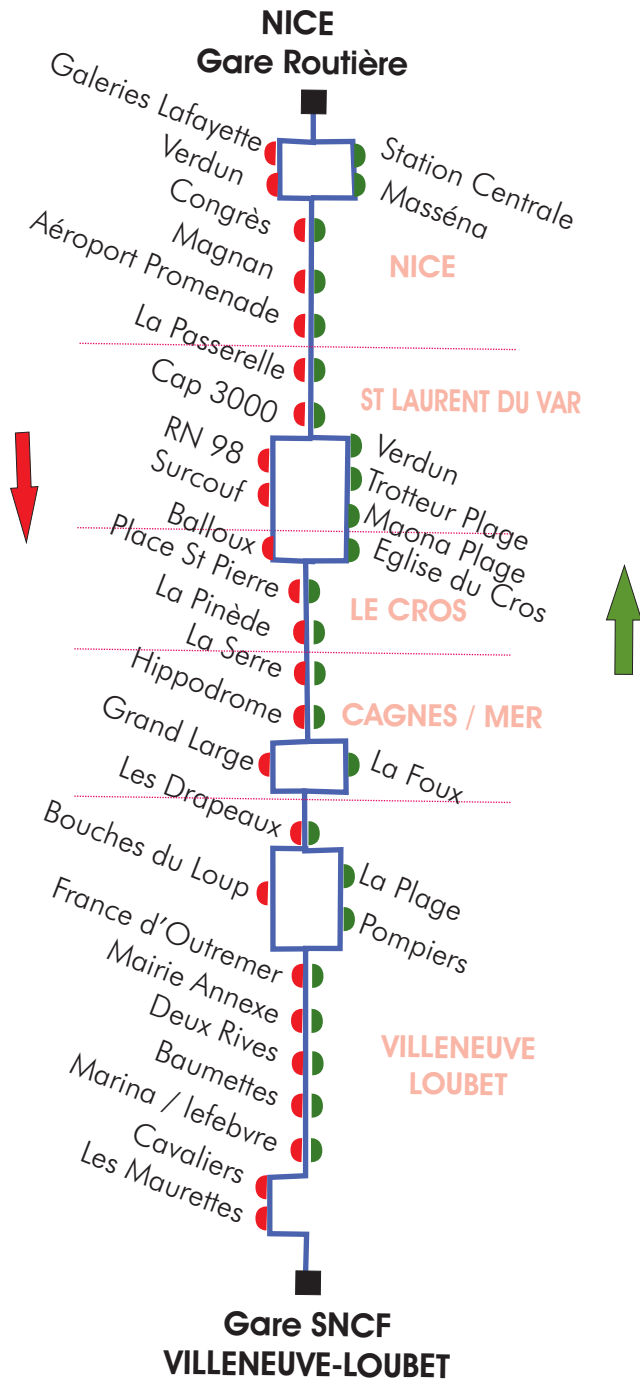 NICE
Gare Routière
Galeries Lafayette
Station Centrale
Verdun
Masséna
Congrès
NICE
Magnan
Aéroport Promenade
La Passerelle
ST LAURENT DU VAR
Cap 3000
RN 98
Verdun
Surcouf
Trotteur Plage
Maona Plage
Balloux
Eglise du Cros
Place St Pierre
LE CROS
La Pinède
La Serre
Hippodrome
CAGNES / MER
Grand Large
La Foux
Les Drapeaux
Bouches du Loup
La Plage
Pompiers
France d'Outremer
Mairie Annexe
Deux Rives
VILLENEUVE
LOUBET
Baumettes
Marina / lefebvre
Cavaliers
Les Maurettes
Gare SNCF
VILLENEUVE-LOUBET